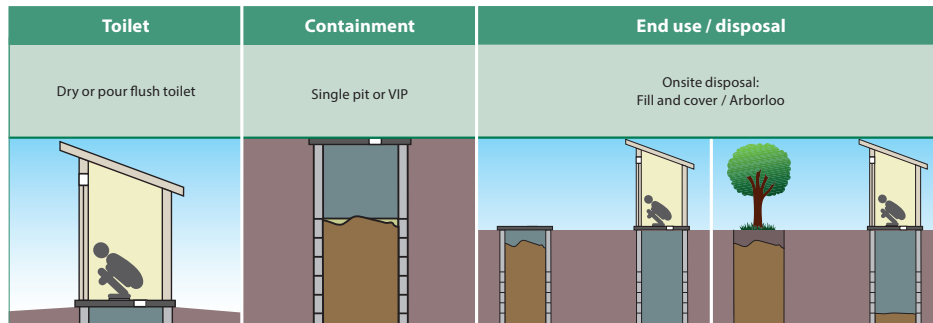 Toilet
Containment
End use / disposal
Dry or pour flush toilet
Single pit or VIP
Onsite disposal:
Fill and cover / Arborloo